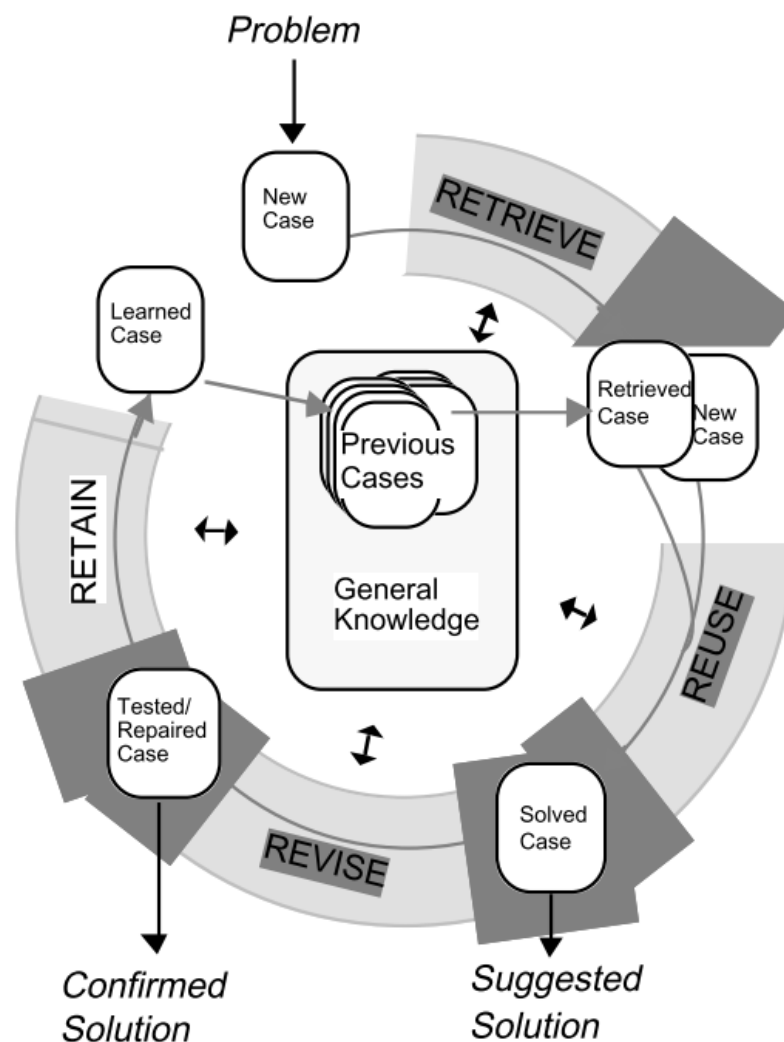 Problem
New
Case
RETRIEVE
Learned
Case
Retrieved
Case
New
Case
Previous
Cases
RETAIN
General
Knowledge
REUSE
Tested/
Repaired
Case
Solved
Case
REVISE
Confirmed
Solution
Suggested
Solution